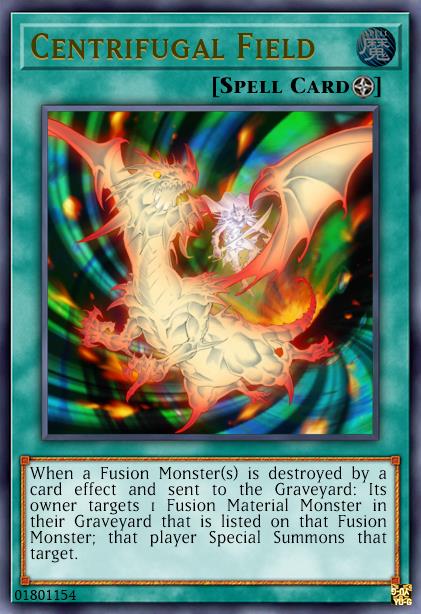 Centrifugal Field
魔
[Spell Card]
When a Fusion Monster(s) is destroyed by a
card effect and sent to the Graveyard: Its
owner targets 1 Fusion Material Monster in
their Graveyard that is listed on that Fusion
Monster; that player Special Summons that
target.
01801154